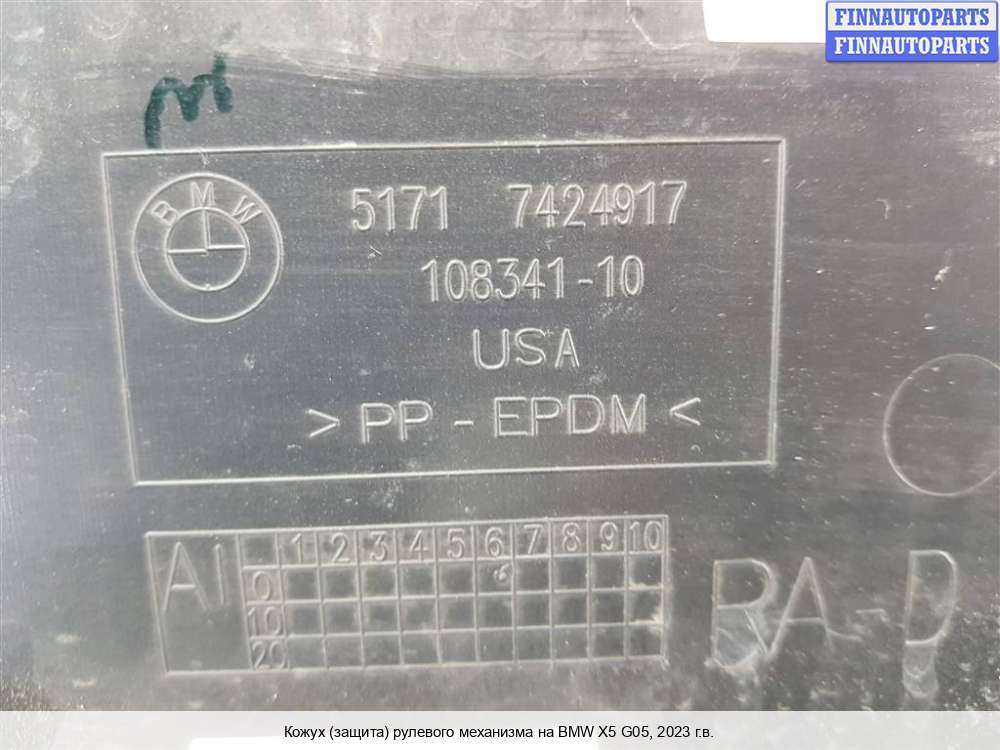 FINNAUTOPARTS
FINNAUTOPARTS
BMW
5171 7424917
108341-10
USA
> PP - EPDM <
AI
1 2 3 4 5 6 7 8 9 10
0
10
20
Кожух (защита) рулевого механизма на BMW X5 G05, 2023 г.в.